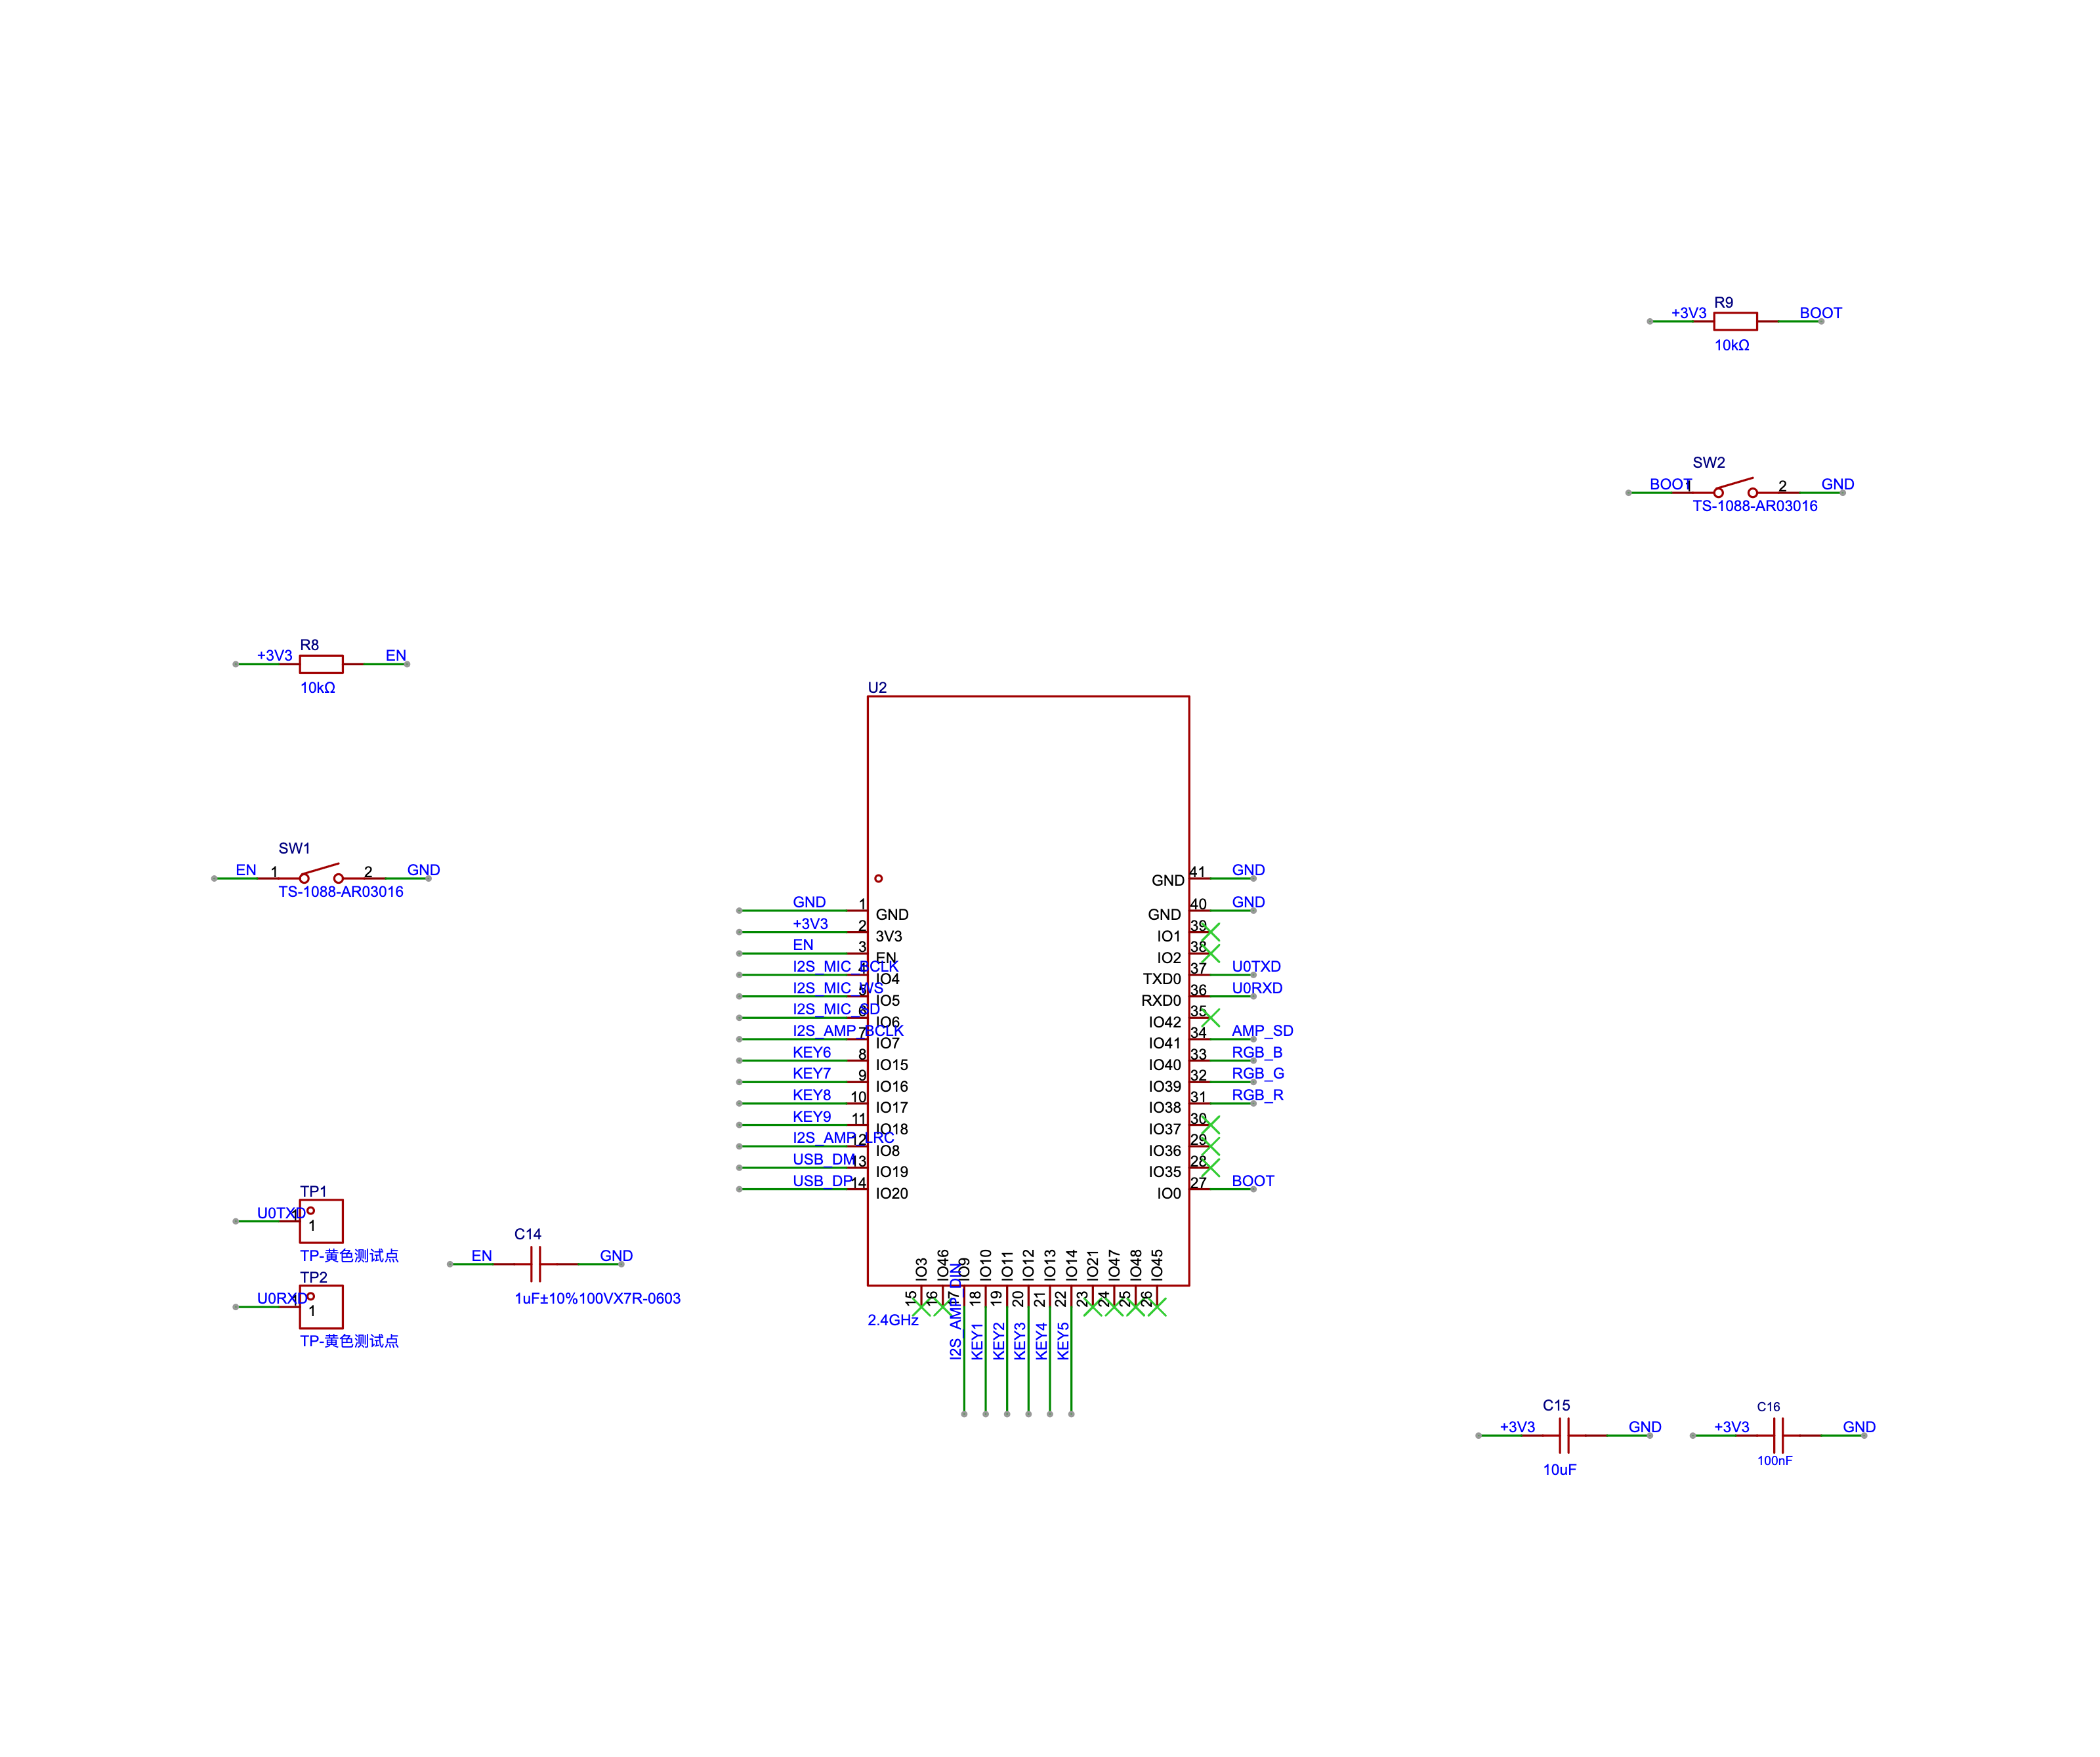 R9
+3V3
BOOT
10kΩ
SW2
BOOT
1
2
GND
TS-1088-AR03016
R8
+3V3
EN
10kΩ
U2
SW1
EN
1
2
GND
TS-1088-AR03016
GND
41
GND
GND
1
GND
GND
40
GND
+3V3
2
3V3
IO1
39
EN
3
EN
IO2
38
I2S_MIC_BCLK
4
IO4
TXD0
37
U0TXD
I2S_MIC_WS
5
IO5
RXD0
36
U0RXD
I2S_MIC_SD
6
IO6
IO42
35
I2S_AMP_BCLK
7
IO7
IO41
34
AMP_SD
KEY6
8
IO15
IO40
33
RGB_B
KEY7
9
IO16
IO39
32
RGB_G
KEY8
10
IO17
IO38
31
RGB_R
KEY9
11
IO18
IO37
30
I2S_AMP_LRC
12
IO8
IO36
29
USB_DM
13
IO19
IO35
28
USB_DP
14
IO20
IO0
27
BOOT
TP1
U0TXD
1
1
TP-黄色测试点
TP2
U0RXD
1
1
TP-黄色测试点
C14
EN
GND
1uF±10%100VX7R-0603
IO3
IO46
IO9
IO10
IO11
IO12
IO13
IO14
IO21
IO47
IO48
IO45
15
16
17
18
19
20
21
22
23
24
25
26
2.4GHz
I2S_AMP_DIN
KEY1
KEY2
KEY3
KEY4
KEY5
C15
+3V3
GND
10uF
C16
+3V3
GND
100nF